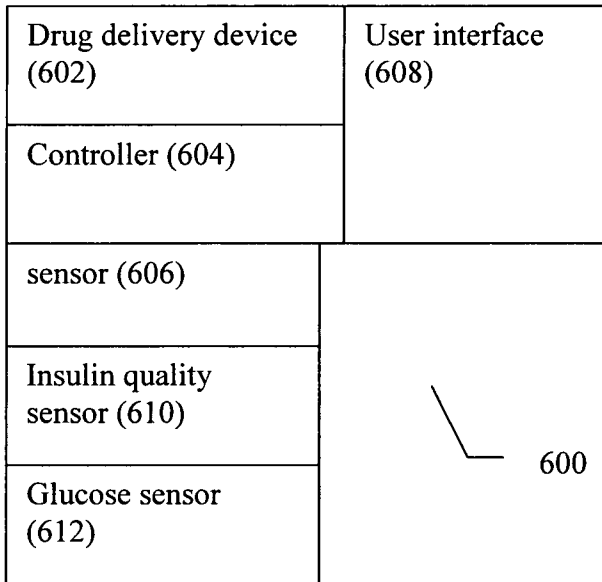 Drug delivery device
(602)
User interface
(608)
Controller (604)
sensor (606)
Insulin quality
sensor (610)
Glucose sensor
(612)
600